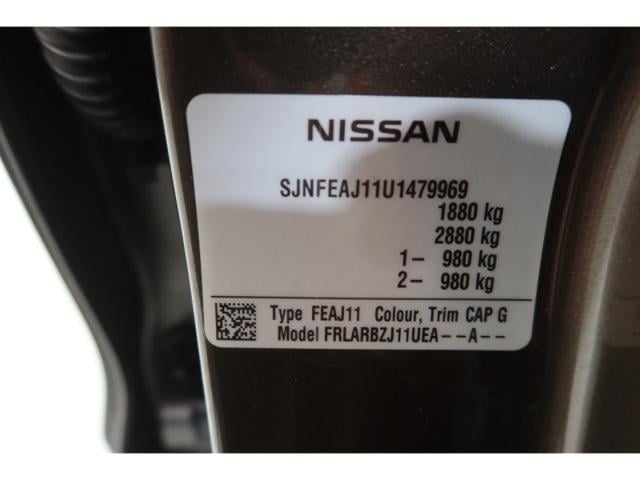 NISSAN
SJNFEAJ11U1479969
1880 kg
2880 kg
1- 980 kg
2- 980 kg
Type FEAJ11 Colour, Trim CAP G
Model FRLARBZJ11UEA--A--